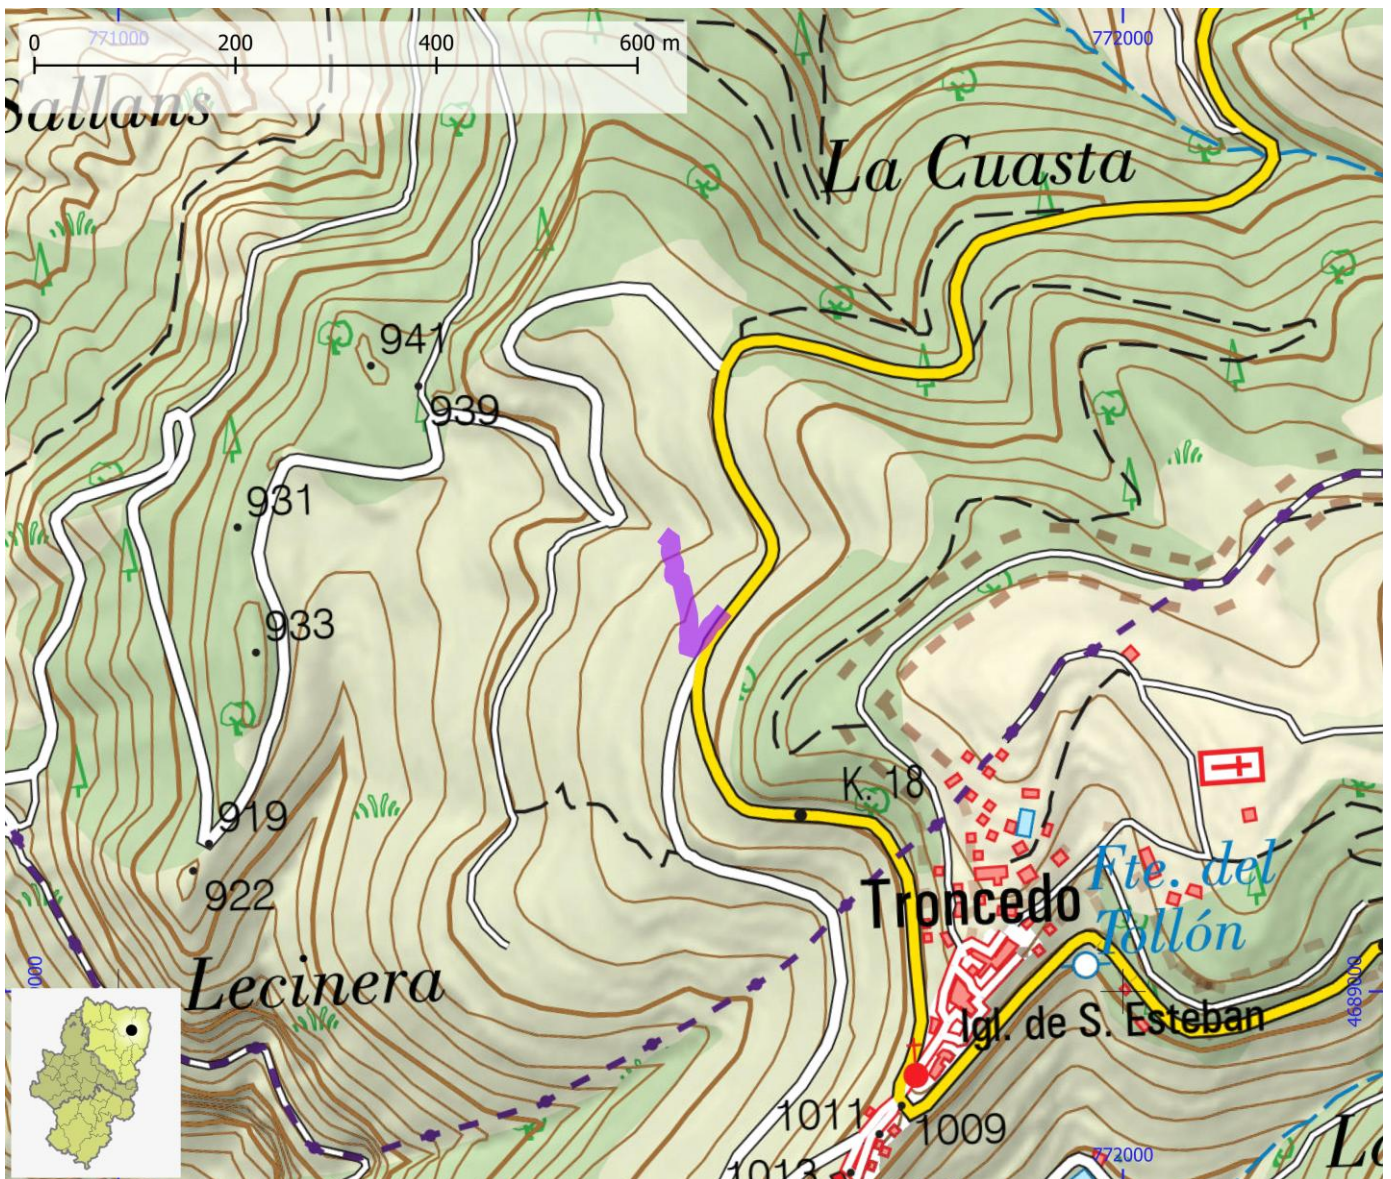 771000
772000
0 200 400 600 m
Sallans
La Cuasta
941
939
931
933
K. 18
919
Fte. del
Tollón
922
Troncedo
Lecinera
4689000
Igl. de S. Esteban
1011
1009
1013
772000